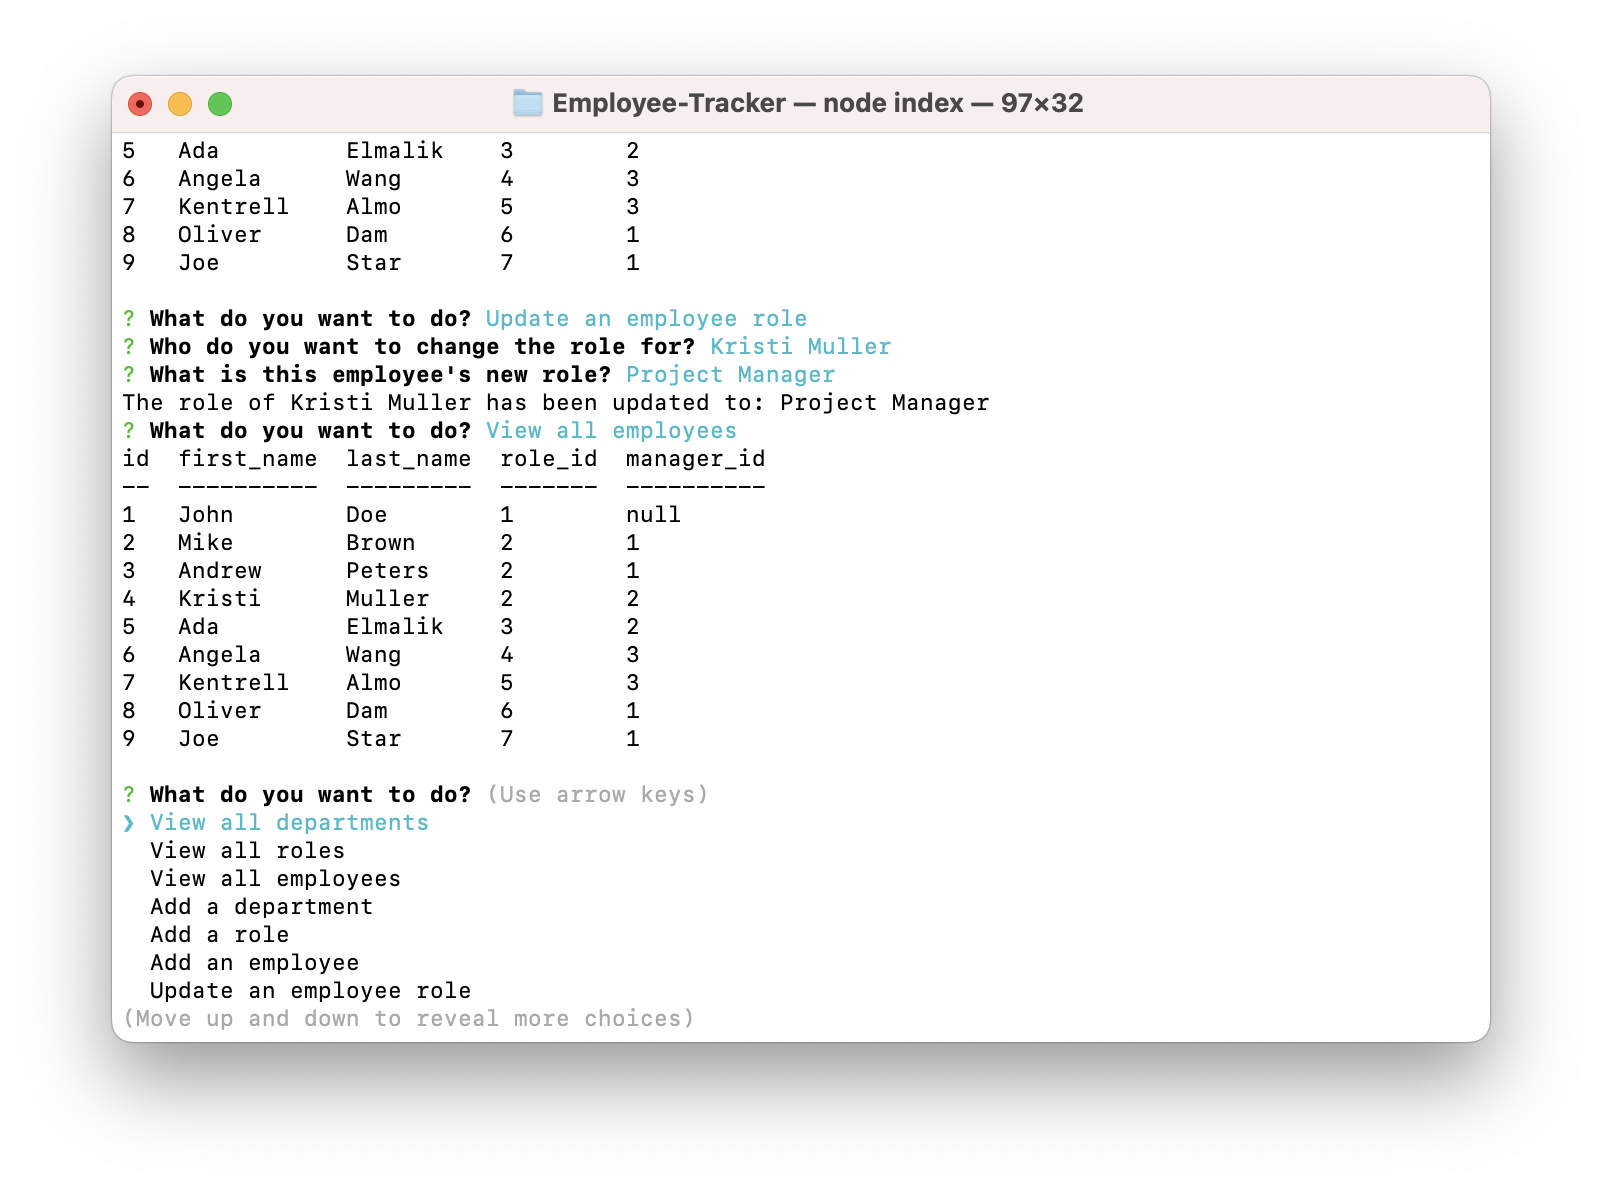 Employee-Tracker — node index — 97×32
5   Ada         Elmalik    3        2
6   Angela      Wang       4        3
7   Kentrell    Almo       5        3
8   Oliver      Dam        6        1
9   Joe         Star       7        1
? What do you want to do? Update an employee role
? Who do you want to change the role for? Kristi Muller
? What is this employee's new role? Project Manager
The role of Kristi Muller has been updated to: Project Manager
? What do you want to do? View all employees
id  first_name  last_name  role_id  manager_id
--  ----------  ---------  -------  ----------
1   John        Doe        1        null
2   Mike        Brown      2        1
3   Andrew      Peters     2        1
4   Kristi      Muller     2        2
5   Ada         Elmalik    3        2
6   Angela      Wang       4        3
7   Kentrell    Almo       5        3
8   Oliver      Dam        6        1
9   Joe         Star       7        1
? What do you want to do? (Use arrow keys)
❯ View all departments
  View all roles
  View all employees
  Add a department
  Add a role
  Add an employee
  Update an employee role
(Move up and down to reveal more choices)